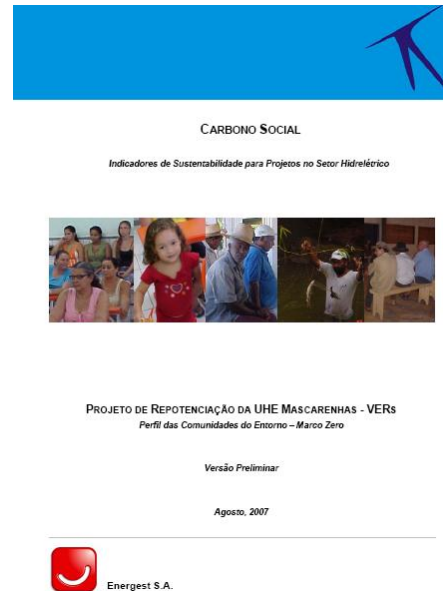 CARBONO SOCIAL
Indicadores de Sustentabilidade para Projetos no Setor Hidrelétrico
PROJETO DE REPOTENCIAÇÃO DA UHE MASCARENHAS - VERs
Perfil das Comunidades do Entorno – Marco Zero
Versão Preliminar
Agosto, 2007
Energest S.A.